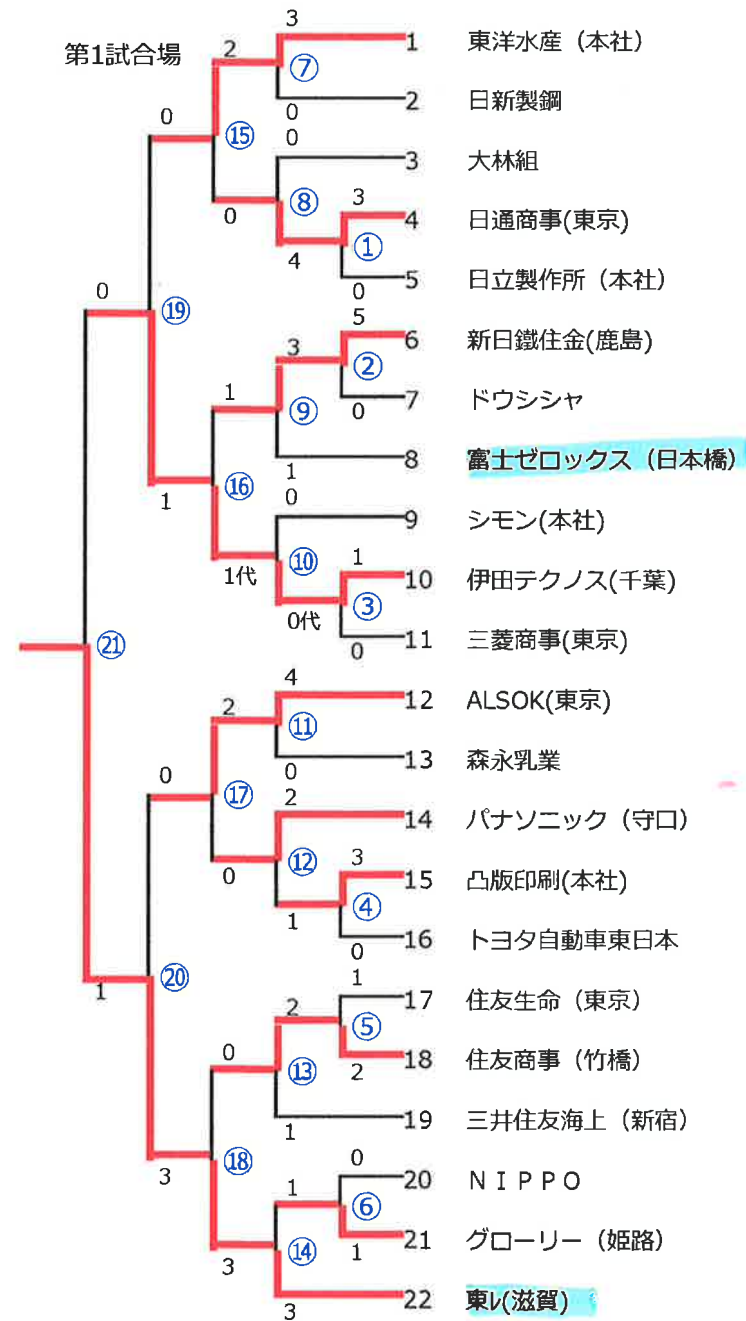 第1試合場
3
2
⑦
1 東洋水産（本社）
0
0
2 日新製鋼
0
⑮
3 大林組
⑧
3
0
4
①
4 日通商事(東京)
0
5 日立製作所（本社）
0
⑲
5
3
②
6 新日鐵住金(鹿島)
1
⑨
0
7 ドウシシャ
1
8 富士ゼロックス（日本橋）
⑯
1
0
9 シモン(本社)
1代
⑩
1
0代
③
10 伊田テクノス(千葉)
0
11 三菱商事(東京)
㉑
4
2
⑪
12 ALSOK(東京)
0
0
13 森永乳業
⑰
2
14 パナソニック（守口）
0
⑫
3
1
④
15 凸版印刷(本社)
0
16 トヨタ自動車東日本
1
⑳
1
2
⑤
17 住友生命（東京）
0
⑬
2
18 住友商事（竹橋）
1
19 三井住友海上（新宿）
3
⑱
0
1
⑥
20 ＮＩＰＰＯ
3
⑭
1
21 グローリー（姫路）
3
22 東レ(滋賀)